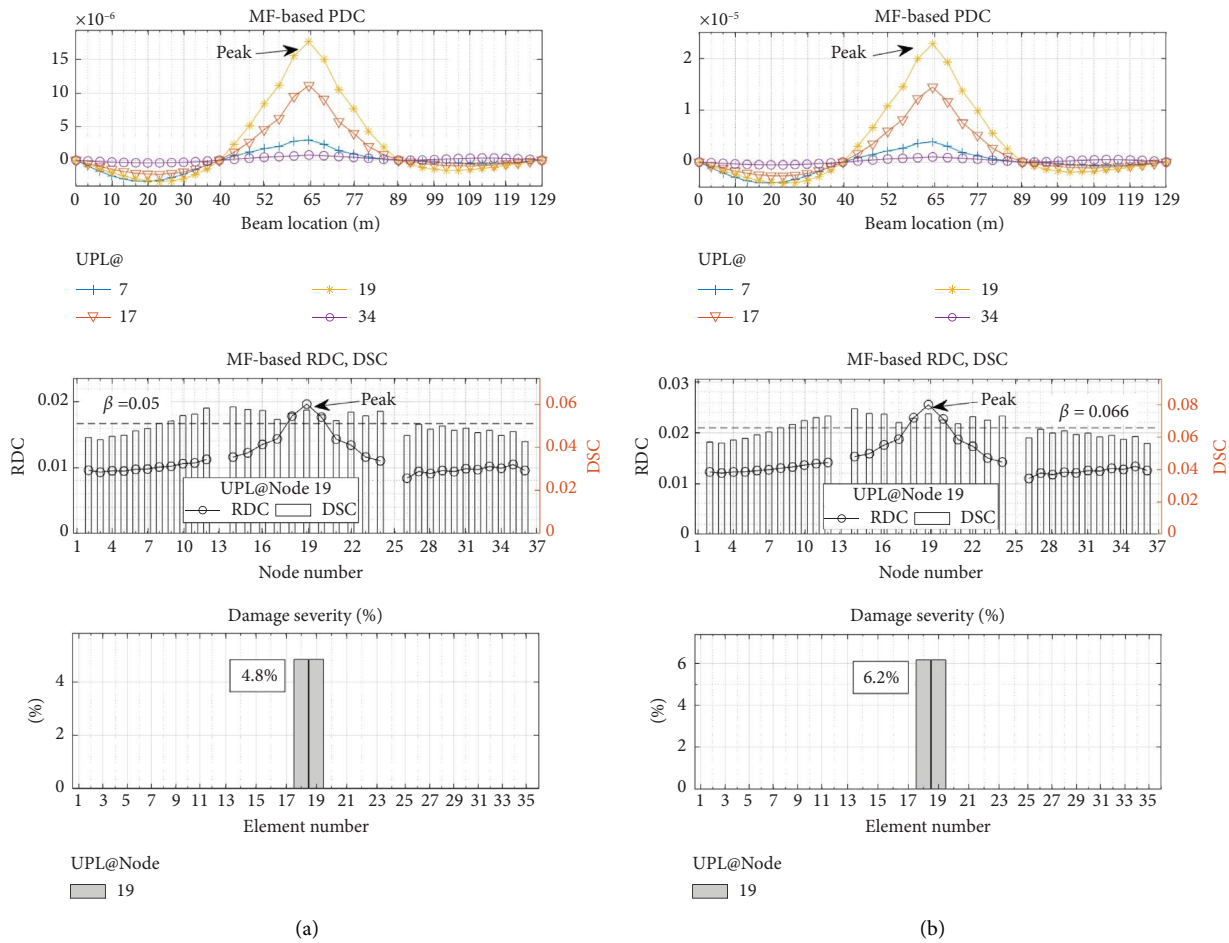 MF-based PDC
×10⁻⁶
15
10
5
0
Peak
0 10 20 30 40 52 65 77 89 99 109 119 129
Beam location (m)
UPL@
7
17
19
34
MF-based RDC, DSC
RDC
0.02
0.01
0
β =0.05
Peak
UPL@Node 19
RDC DSC
0.06
0.04
0.02
0
DSC
1 4 7 10 13 16 19 22 25 28 31 34 37
Node number
Damage severity (%)
(%)
4
2
0
4.8%
1 3 5 7 9 11 13 15 17 19 21 23 25 27 29 31 33 35
Element number
UPL@Node
19
(a)
MF-based PDC
×10⁻⁵
2
1
0
Peak
0 10 20 30 40 52 65 77 89 99 109 119 129
Beam location (m)
UPL@
7
17
19
34
MF-based RDC, DSC
RDC
0.03
0.02
0.01
0
Peak
β = 0.066
UPL@Node 19
RDC DSC
0.08
0.06
0.04
0.02
0
DSC
1 4 7 10 13 16 19 22 25 28 31 34 37
Node number
Damage severity (%)
(%)
6
4
2
0
6.2%
1 3 5 7 9 11 13 15 17 19 21 23 25 27 29 31 33 35
Element number
UPL@Node
19
(b)